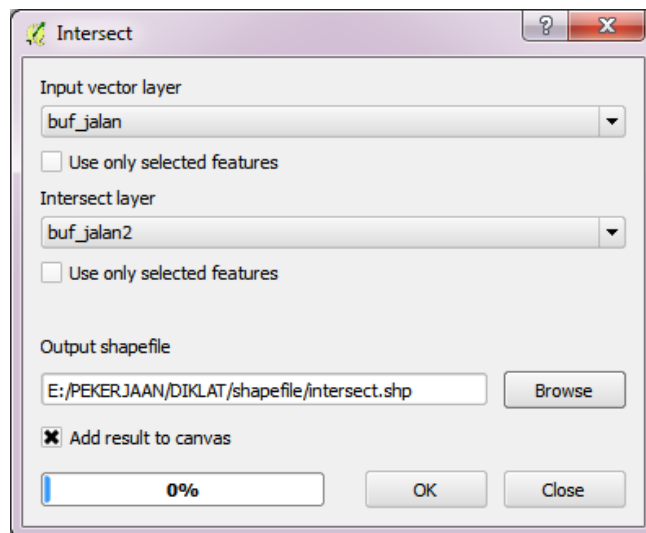 Intersect
Input vector layer
buf_jalan
Use only selected features
Intersect layer
buf_jalan2
Use only selected features
Output shapefile
E:/PEKERJAAN/DIKLAT/shapefile/intersect.shp Browse
Add result to canvas
0% OK Close